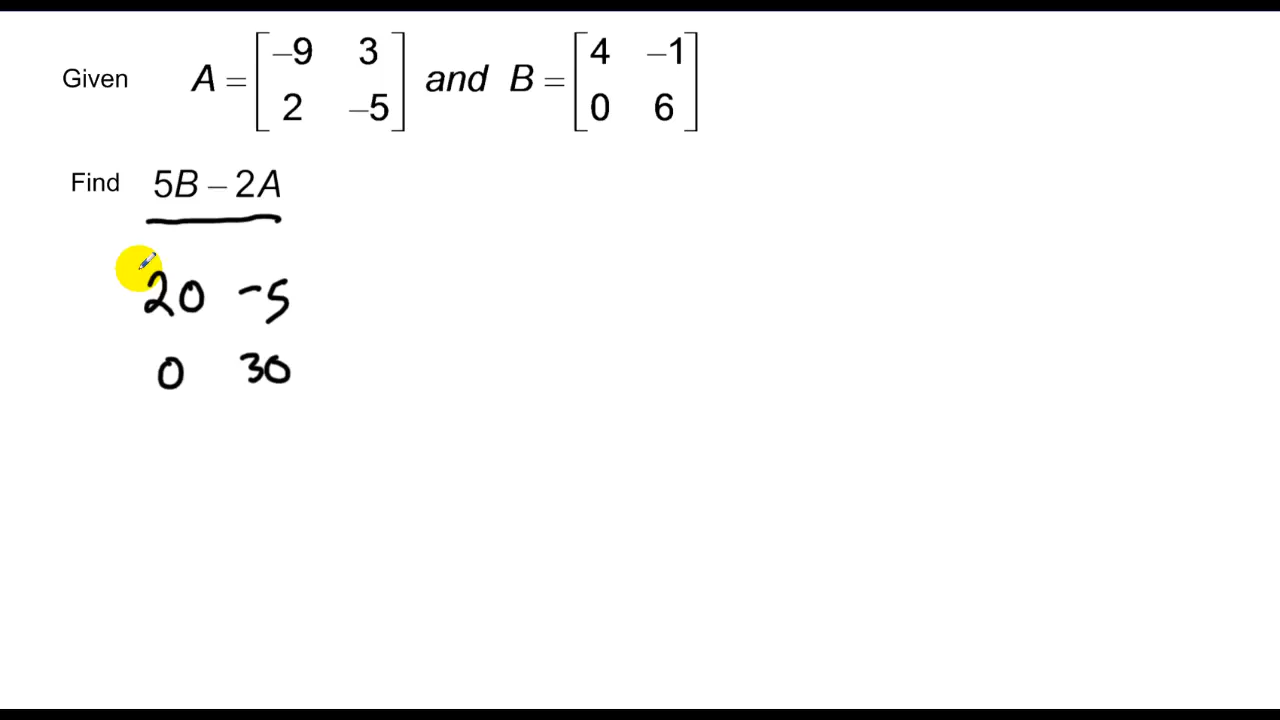 Given A = [ –9 3 ] and B = [ 4 –1 ]
2 –5 0 6
Find 5B – 2A
20 -5
0 30